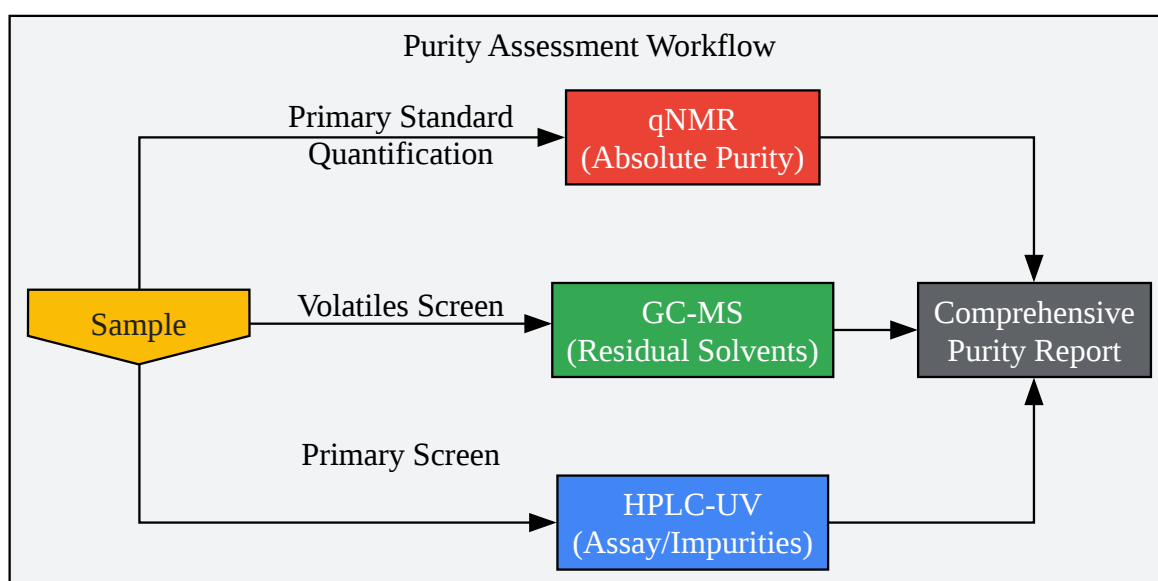 Purity Assessment Workflow
Primary Standard
Quantification
qNMR
(Absolute Purity)
Sample
Volatiles Screen
GC-MS
(Residual Solvents)
Comprehensive
Purity Report
Primary Screen
HPLC-UV
(Assay/Impurities)